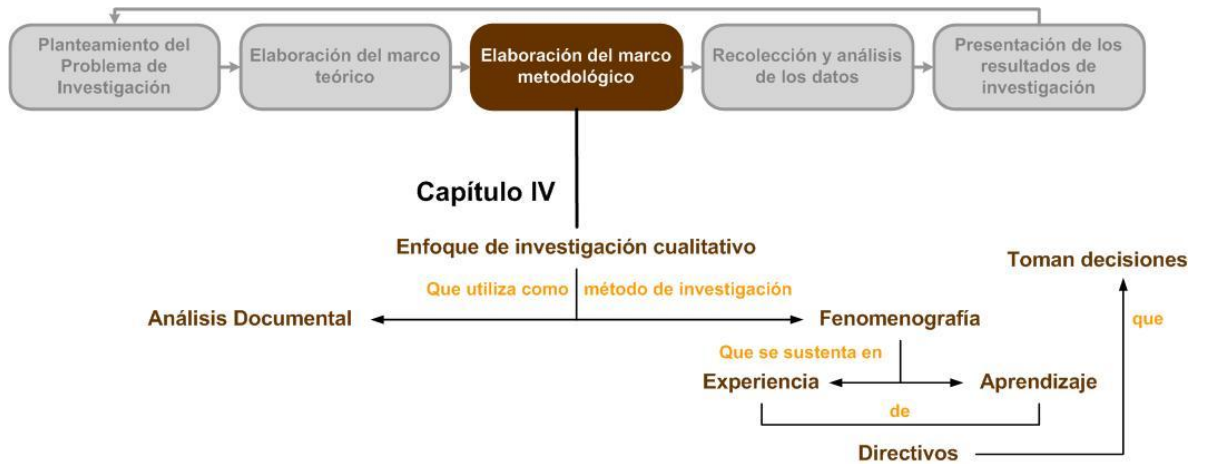 Planteamiento del
Problema de
Investigación
Elaboración del marco
teórico
Elaboración del marco
metodológico
Recolección y análisis
de los datos
Presentación de los
resultados de
investigación
Capítulo IV
Enfoque de investigación cualitativo
Que utiliza como método de investigación
Análisis Documental
Fenomenografía
Que se sustenta en
Experiencia
Aprendizaje
de
Directivos
que
Toman decisiones